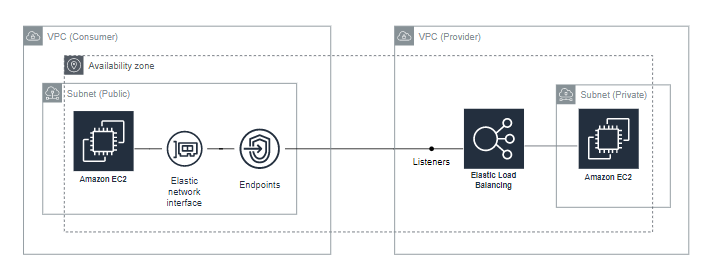 VPC (Consumer)
VPC (Provider)
Availability zone
Subnet (Public)
Subnet (Private)
Amazon EC2
Elastic
network
interface
Endpoints
Listeners
Elastic Load
Balancing
Amazon EC2